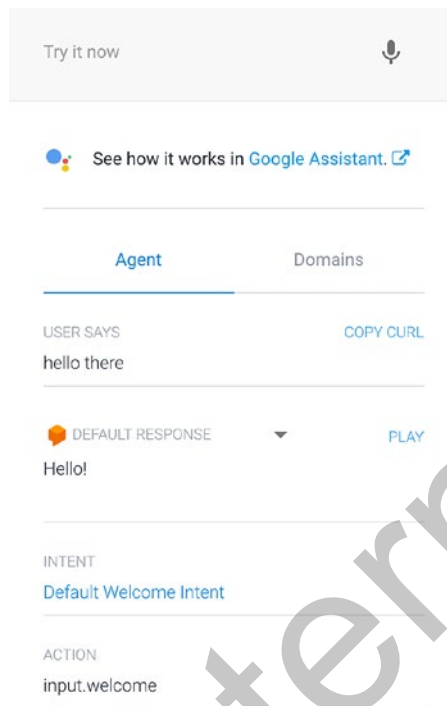 Try it now
See how it works in Google Assistant.
Agent Domains
USER SAYS COPY CURL
hello there
DEFAULT RESPONSE PLAY
Hello!
INTENT
Default Welcome Intent
ACTION
input.welcome